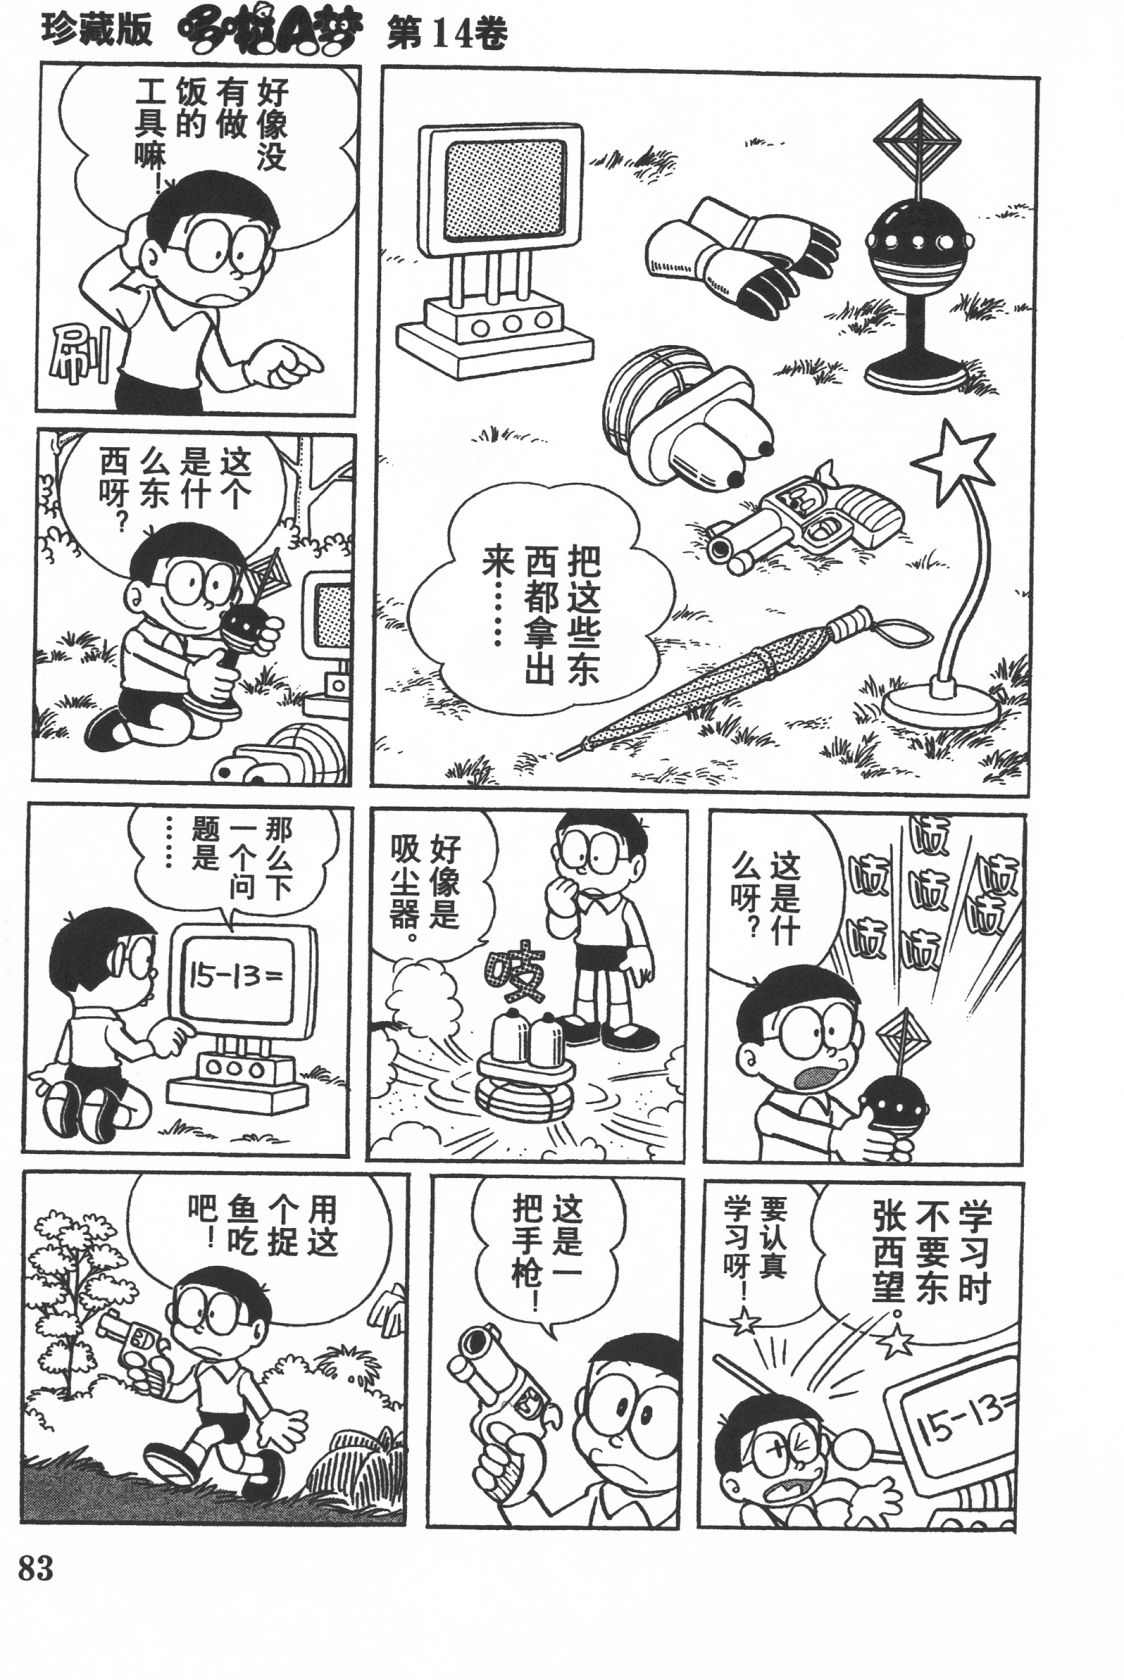 珍藏版 哆啦A梦 第14卷
把这些东
西都拿出
来……
好像没
有做
饭的
工具嘛！
刷
这个
是什
么东
西呀？
这是什
么呀？
吱吱
吱吱吱
吱吱
好像是
吸尘器。
吱
那么下
一个问
题是
……
15-13=
学习时
不要东
张西望。
要认真
学习呀！
15-13=
这是一
把手枪！
用这
个捉
鱼吃
吧！
83